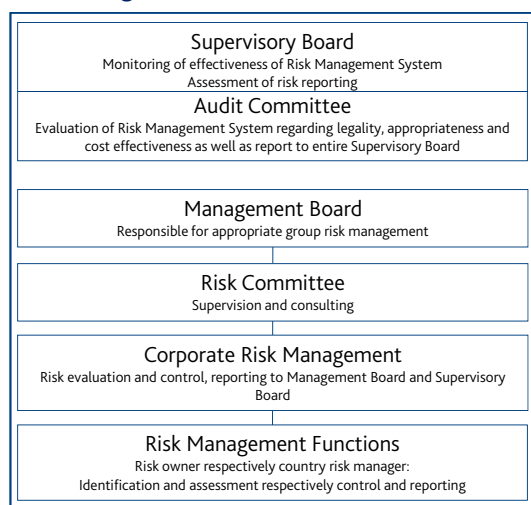 Supervisory Board
Monitoring of effectiveness of Risk Management System
Assessment of risk reporting
Audit Committee
Evaluation of Risk Management System regarding legality, appropriateness and
cost effectiveness as well as report to entire Supervisory Board
Management Board
Responsible for appropriate group risk management
Risk Committee
Supervision and consulting
Corporate Risk Management
Risk evaluation and control, reporting to Management Board and Supervisory
Board
Risk Management Functions
Risk owner respectively country risk manager:
Identification and assessment respectively control and reporting